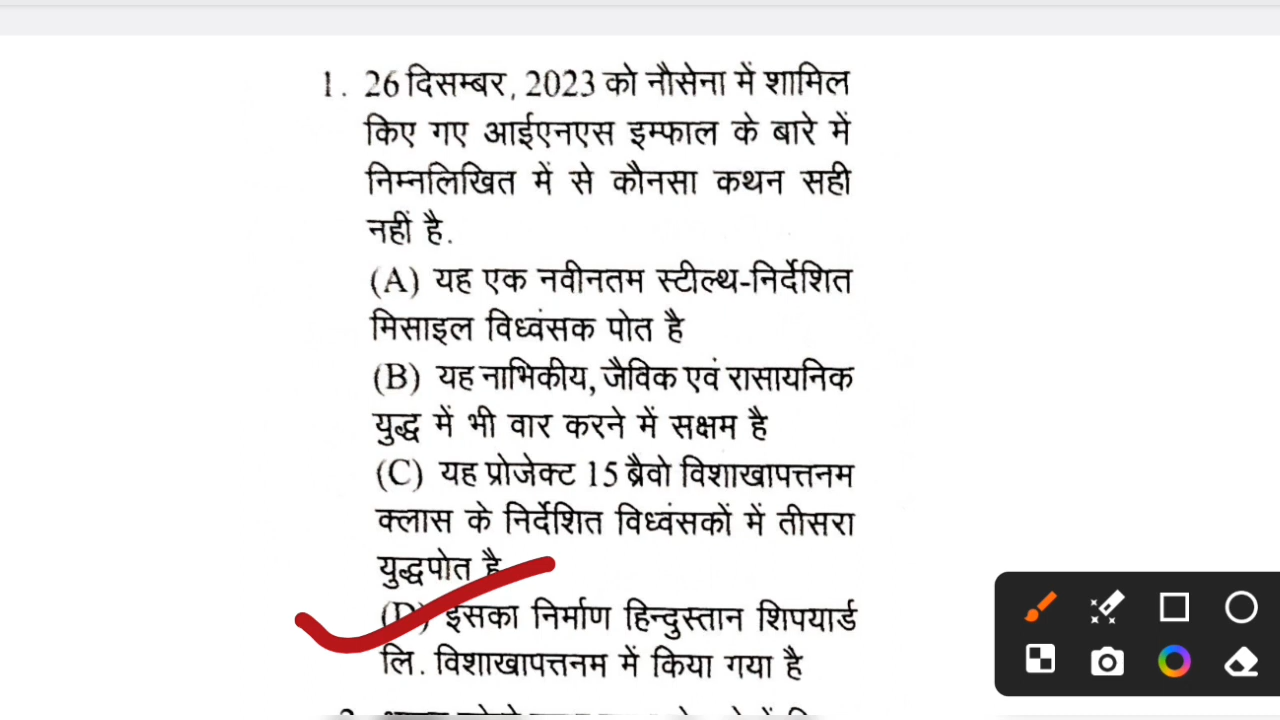 1. 26 दिसम्बर, 2023 को नौसेना में शामिल
किए गए आईएनएस इम्फाल के बारे में
निम्नलिखित में से कौनसा कथन सही
नहीं है.
(A) यह एक नवीनतम स्टील्थ-निर्देशित
मिसाइल विध्वंसक पोत है
(B) यह नाभिकीय, जैविक एवं रासायनिक
युद्ध में भी वार करने में सक्षम है
(C) यह प्रोजेक्ट 15 ब्रैवो विशाखापत्तनम
क्लास के निर्देशित विध्वंसकों में तीसरा
युद्धपोत है
(D) इसका निर्माण हिन्दुस्तान शिपयार्ड
लि. विशाखापत्तनम में किया गया है